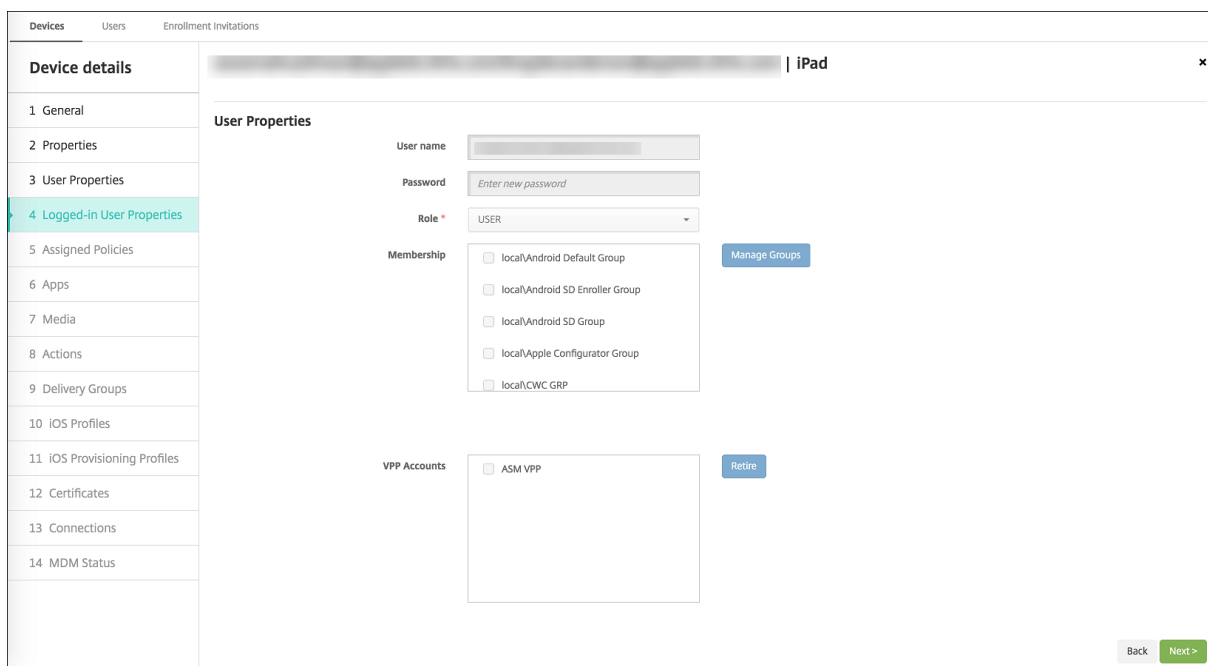 Devices Users Enrollment Invitations
Device details
| iPad
×
1 General
2 Properties
3 User Properties
4 Logged-in User Properties
5 Assigned Policies
6 Apps
7 Media
8 Actions
9 Delivery Groups
10 iOS Profiles
11 iOS Provisioning Profiles
12 Certificates
13 Connections
14 MDM Status
User Properties
User name
Password Enter new password
Role * USER
Membership
local\Android Default Group
local\Android SD Enroller Group
local\Android SD Group
local\Apple Configurator Group
local\CWC GRP
Manage Groups
VPP Accounts
ASM VPP
Retire
Back Next >